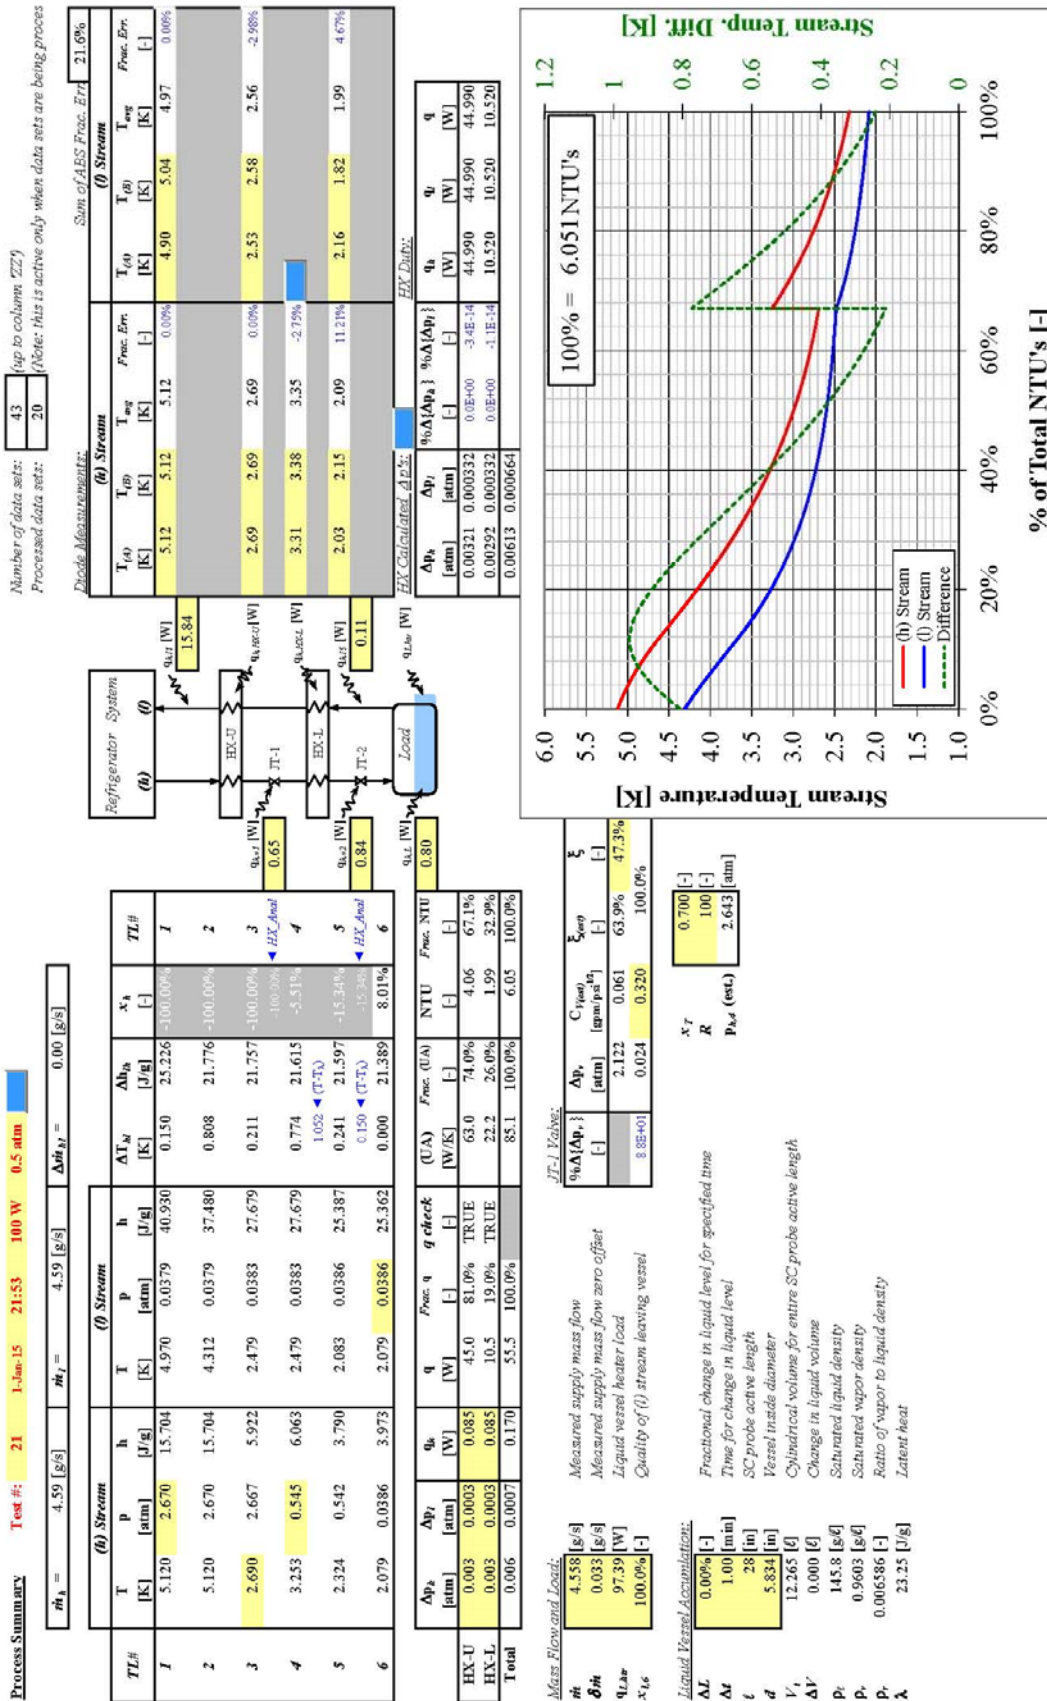 Process Summary Test #: 21 1-Jan-15 21:53 100 W 0.5 atm
ṁh = 4.59 [g/s] ṁl = 4.59 [g/s] Δṁhl = 0.00 [g/s]
(h) Stream (l) Stream
TL# T p h T p h ΔThl Δhlh xh TL#
[K] [atm] [J/g] [K] [atm] [J/g] [K] [J/g] [-]
1 5.120 2.670 15.704 4.970 0.0379 40.930 0.150 25.226 -100.00% 1
2 5.120 2.670 15.704 4.312 0.0379 37.480 0.808 21.776 -100.00% 2
3 2.690 2.667 5.922 2.479 0.0383 27.679 0.211 21.757 -100.00% 3
-100.00% ◄ HX_Anal
4 3.253 0.545 6.063 2.479 0.0383 27.679 0.774 21.615 -5.51% 4
1.052 ◄ (T-Tλ)
5 2.324 0.542 3.790 2.083 0.0386 25.387 0.241 21.597 -15.34% 5
0.150 ◄ (T-Tλ) -15.34% ◄ HX_Anal
6 2.079 0.0386 3.973 2.079 0.0386 25.362 0.000 21.389 8.01% 6
Δph Δpl qk q Frac. q q check (UA) Frac. (UA) NTU Frac. NTU
[atm] [atm] [W] [W] [-] [-] [W/K] [-] [-] [-]
HX-U 0.003 0.0003 0.085 45.0 81.0% TRUE 63.0 74.0% 4.06 67.1%
HX-L 0.003 0.0003 0.085 10.5 19.0% TRUE 22.2 26.0% 1.99 32.9%
Total 0.006 0.0007 0.170 55.5 100.0% 85.1 100.0% 6.05 100.0%
Mass Flow and Load:
ṁ 4.558 [g/s] Measured supply mass flow
δṁ 0.033 [g/s] Measured supply mass flow zero offset
qL,htr 97.39 [W] Liquid vessel heater load
xl,6 100.0% [-] Quality of (l) stream leaving vessel
Liquid Vessel Accumlation:
ΔL 0.00% [-] Fractional change in liquid level for specified time
Δt 1.00 [min] Time for change in liquid level
ℓ 28 [in] SC probe active length
d 5.834 [in] Vessel inside diameter
V 12.265 [ℓ] Cylindrical volume for entire SC probe active length
ΔV 0.000 [ℓ] Change in liquid volume
ρℓ 145.8 [g/ℓ] Saturated liquid density
ρv 0.9603 [g/ℓ] Saturated vapor density
ρr 0.006586 [-] Ratio of vapor to liquid density
λ 23.25 [J/g] Latent heat
JT-1 Valve:
%Δ{Δpv} Δpv CV(est) ξs(est) ξ
[-] [atm] [gpm/psi^1/2] [-] [-]
2.122 0.061 63.9% 47.3%
8.8E+01 0.024 0.320 100.0%
xT 0.700 [-]
R 100 [-]
ph,4 (est.) 2.643 [atm]
Refrigerator System
(h) (l)
HX-U
JT-1
HX-L
JT-2
Load
qk,l1 [W]
15.84
qk,HX-U [W]
qk,v1 [W]
0.65
qk,HX-L [W]
qk,v2 [W]
0.84
qk,l5 [W]
0.11
qk,L [W]
0.80
qL,htr [W]
Number of data sets: 43 (up to column 'ZZ')
Processed data sets: 20 (Note: this is active only when data sets are being proces
Diode Measurements: Sum of ABS Frac. Err 21.6%
(h) Stream (l) Stream
T(A) T(B) Tavg Frac. Err. T(A) T(B) Tavg Frac. Err.
[K] [K] [K] [-] [K] [K] [K] [-]
5.12 5.12 5.12 0.00% 4.90 5.04 4.97 0.00%
2.69 2.69 2.69 0.00% 2.53 2.58 2.56 -2.98%
3.31 3.38 3.35 -2.75%
2.03 2.15 2.09 11.21% 2.16 1.82 1.99 4.67%
HX Calculated Δp's: HX Duty:
Δph Δpl %Δ{Δph} %Δ{Δpl} qh ql q
[atm] [atm] [-] [-] [W] [W] [W]
0.00321 0.000332 0.0E+00 -3.4E-14 44.990 44.990 44.990
0.00292 0.000332 0.0E+00 -1.1E-14 10.520 10.520 10.520
0.00613 0.000664
100% = 6.051NTU's
(h) Stream
(l) Stream
Difference
Stream Temperature [K]
6.0
5.5
5.0
4.5
4.0
3.5
3.0
2.5
2.0
1.5
1.0
Stream Temp. Diff. [K]
1.2
1
0.8
0.6
0.4
0.2
0
0% 20% 40% 60% 80% 100%
% of Total NTU's [-]